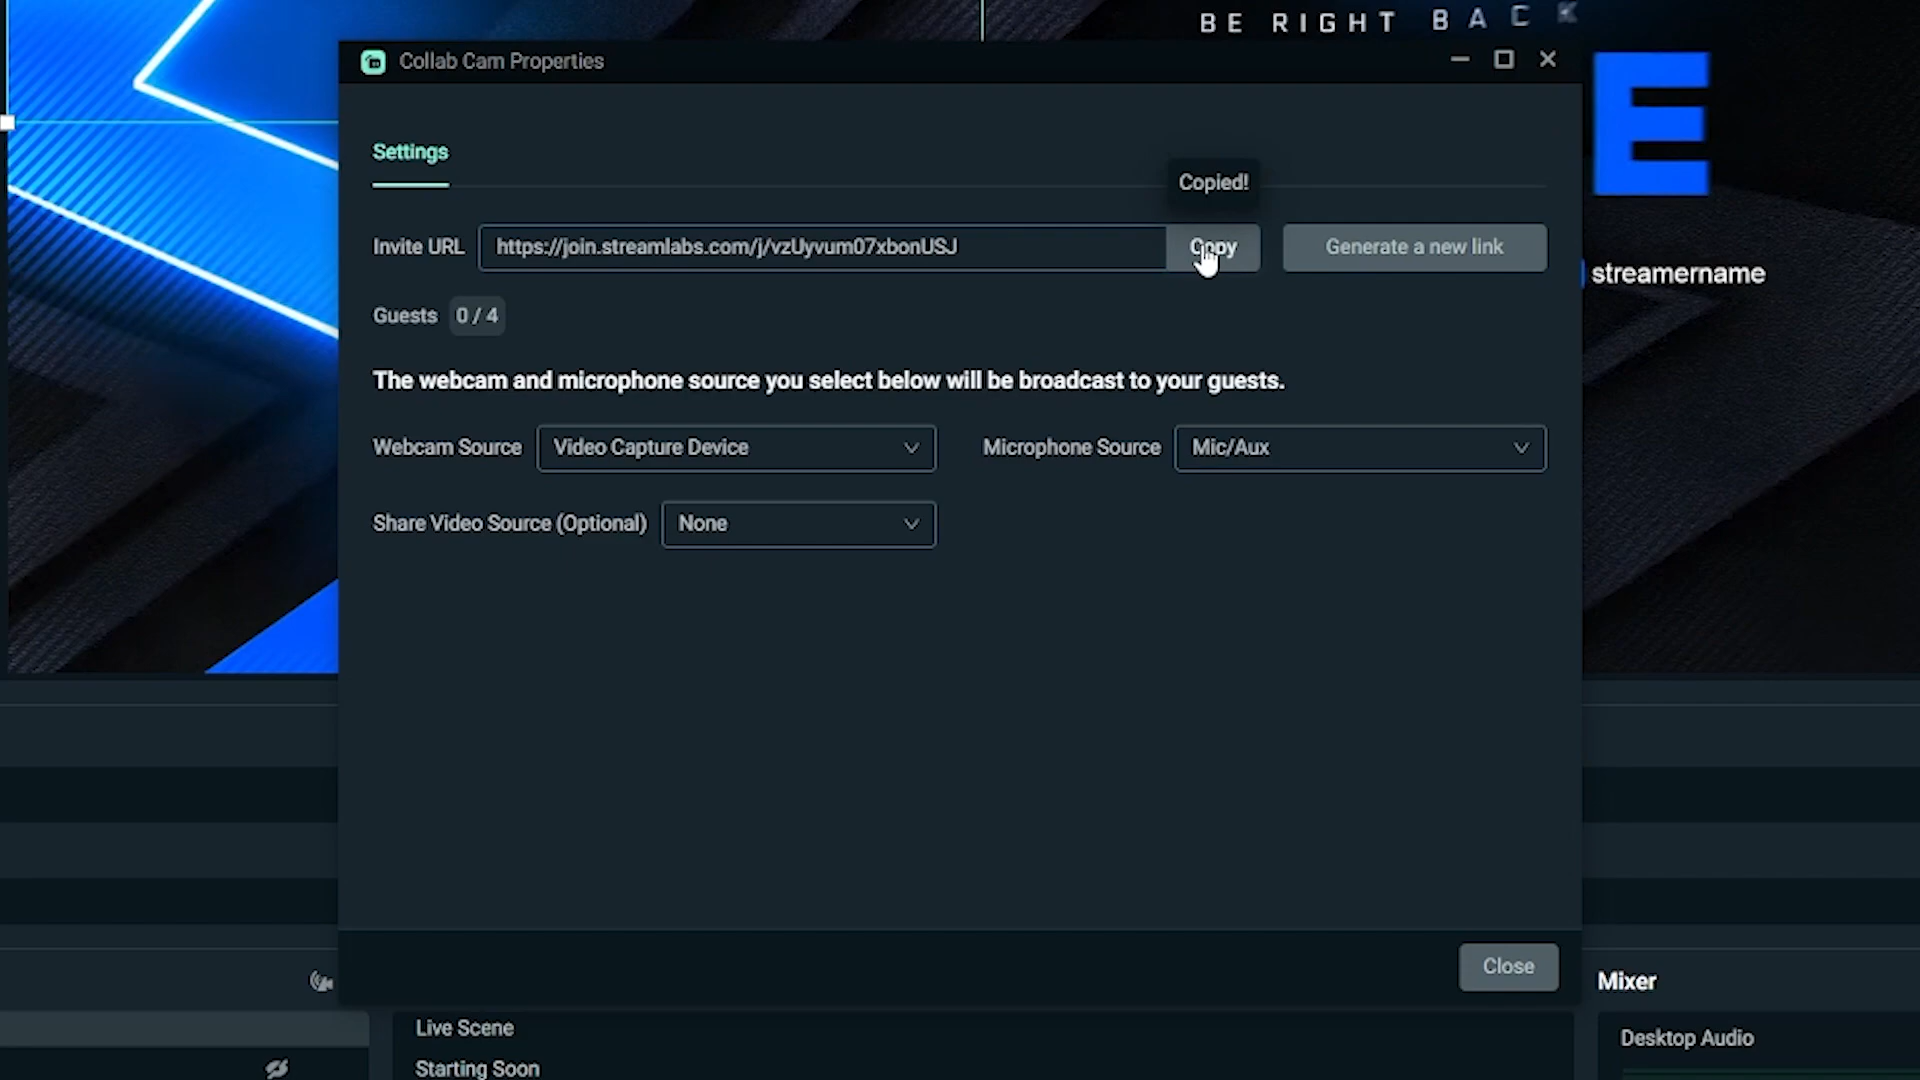 BE RIGHT BACK
Collab Cam Properties
E
Settings
Copied!
Invite URL https://join.streamlabs.com/j/vzUyvum07xbonUSJ Copy Generate a new link
streamername
Guests 0 / 4
The webcam and microphone source you select below will be broadcast to your guests.
Webcam Source Video Capture Device Microphone Source Mic/Aux
Share Video Source (Optional) None
Close
Mixer
Live Scene
Desktop Audio
Starting Soon